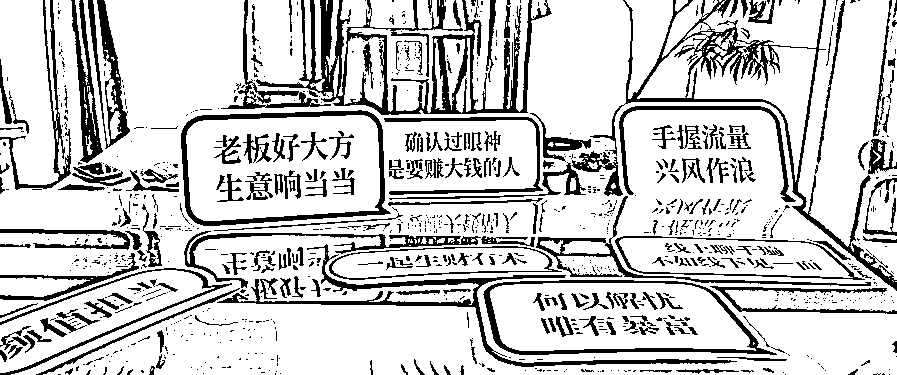 老板好大方
生意响当当
确认过眼神
是要赚大钱的人
手握流量
兴风作浪
一起生财有术
线上聊千遍
不如线下见一面
颜值担当
何以解忧
唯有暴富